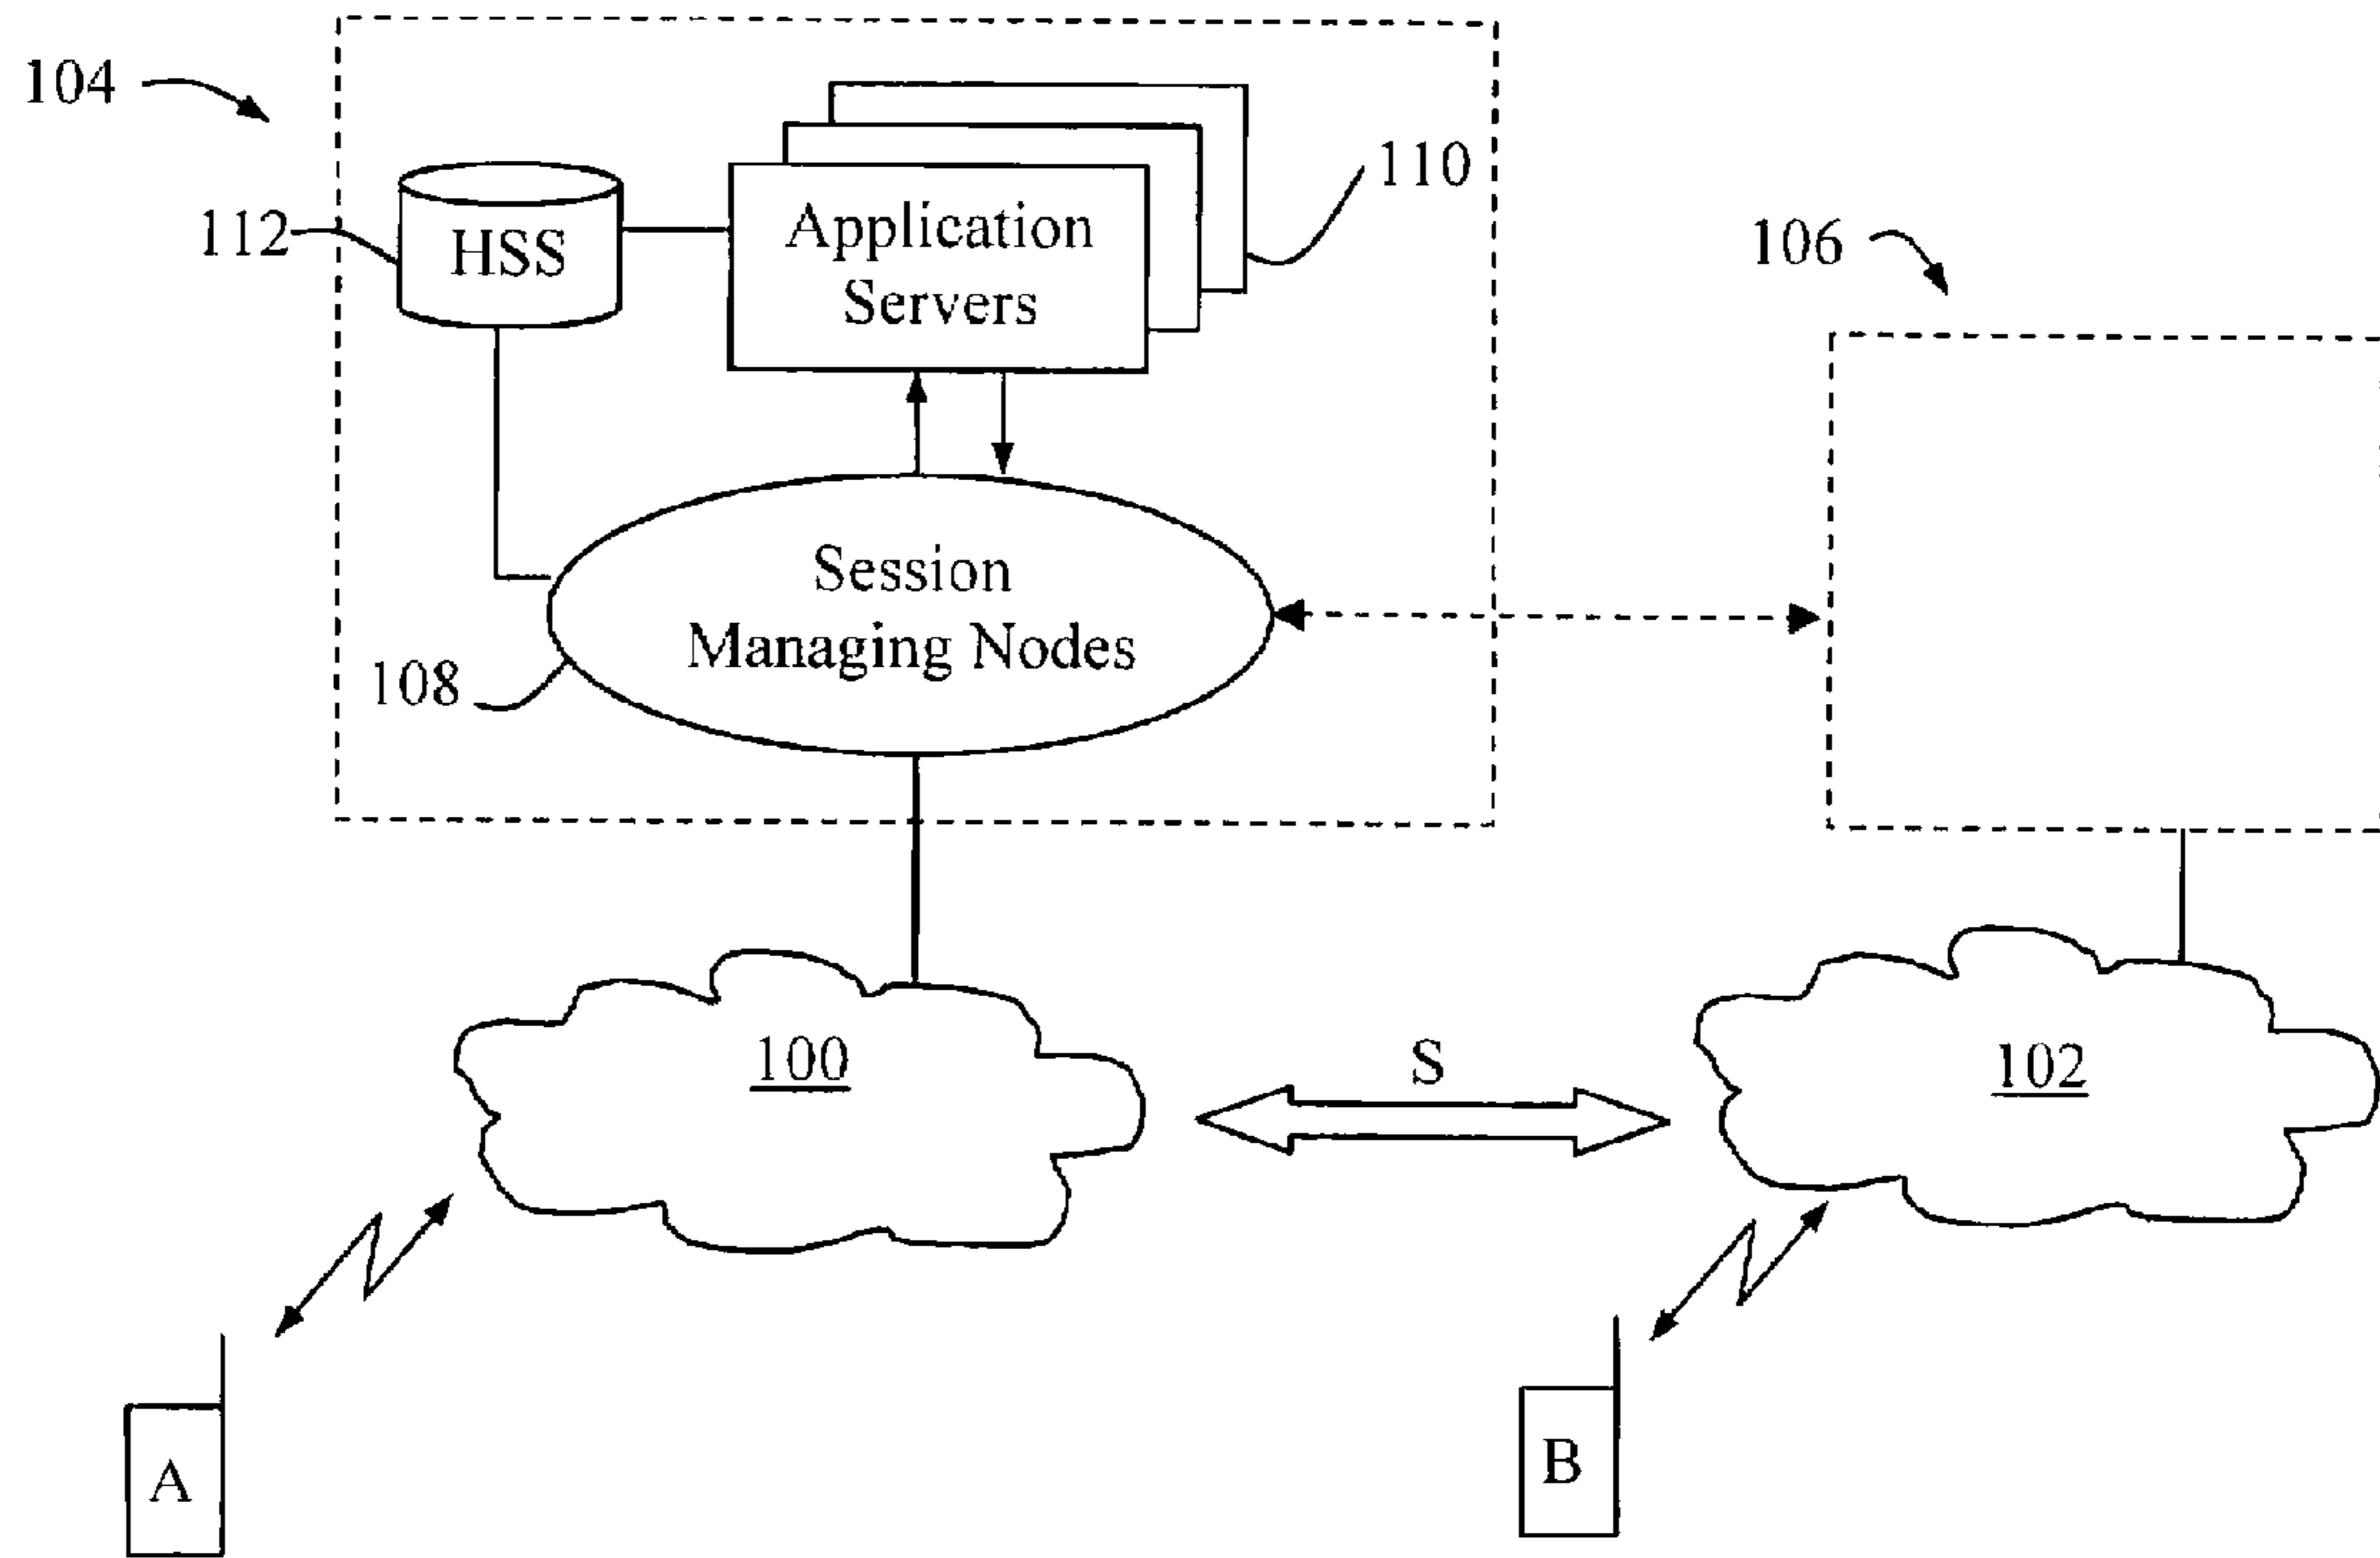 104
110
112
HSS
Application
Servers
106
Session
Managing Nodes
108
100
S
102
A
B